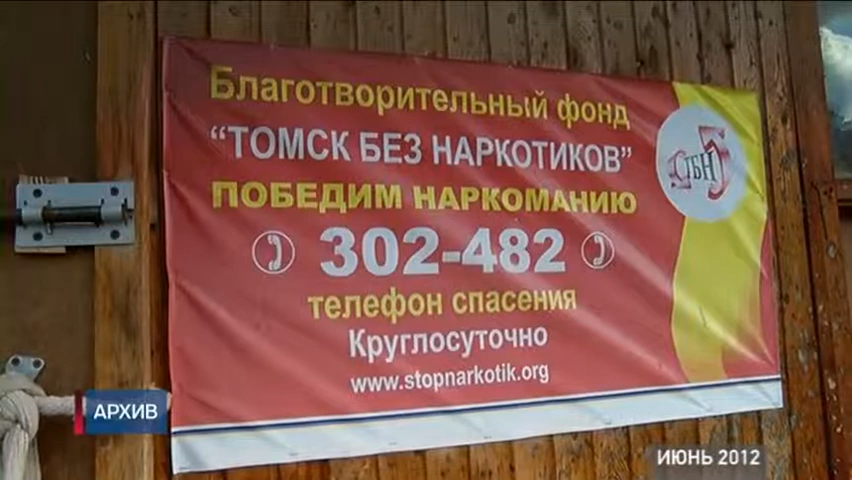 Благотворительный фонд
“ТОМСК БЕЗ НАРКОТИКОВ”
ТБН
ПОБЕДИМ НАРКОМАНИЮ
302-482
телефон спасения
Круглосуточно
www.stopnarkotik.org
АРХИВ
ИЮНЬ 2012